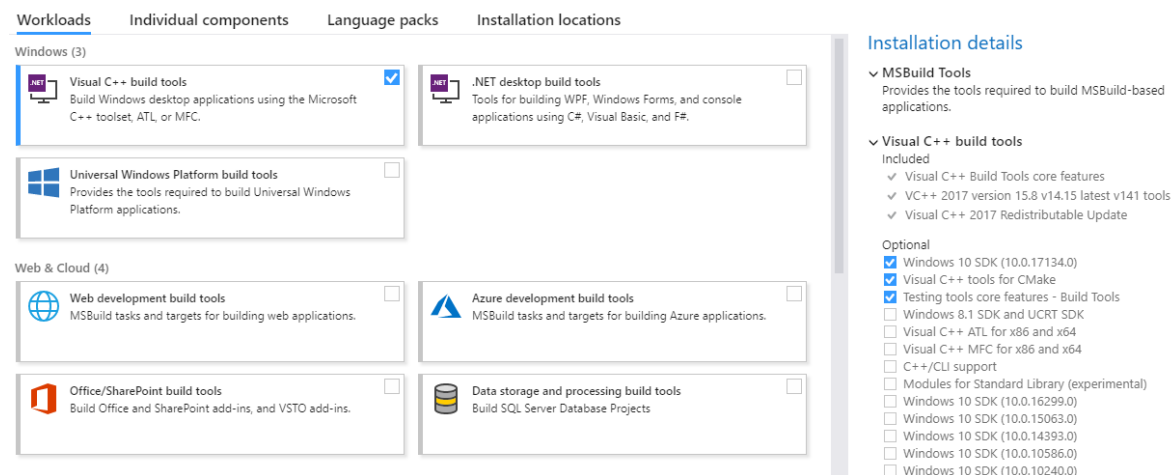 Workloads
Individual components
Language packs
Installation locations
Windows (3)
.NET
Visual C++ build tools
Build Windows desktop applications using the Microsoft
C++ toolset, ATL, or MFC.
.NET
.NET desktop build tools
Tools for building WPF, Windows Forms, and console
applications using C#, Visual Basic, and F#.
Universal Windows Platform build tools
Provides the tools required to build Universal Windows
Platform applications.
Web & Cloud (4)
Web development build tools
MSBuild tasks and targets for building web applications.
Azure development build tools
MSBuild tasks and targets for building Azure applications.
Office/SharePoint build tools
Build Office and SharePoint add-ins, and VSTO add-ins.
Data storage and processing build tools
Build SQL Server Database Projects
Installation details
MSBuild Tools
Provides the tools required to build MSBuild-based
applications.
Visual C++ build tools
Included
Visual C++ Build Tools core features
VC++ 2017 version 15.8 v14.15 latest v141 tools
Visual C++ 2017 Redistributable Update
Optional
Windows 10 SDK (10.0.17134.0)
Visual C++ tools for CMake
Testing tools core features - Build Tools
Windows 8.1 SDK and UCRT SDK
Visual C++ ATL for x86 and x64
Visual C++ MFC for x86 and x64
C++/CLI support
Modules for Standard Library (experimental)
Windows 10 SDK (10.0.16299.0)
Windows 10 SDK (10.0.15063.0)
Windows 10 SDK (10.0.14393.0)
Windows 10 SDK (10.0.10586.0)
Windows 10 SDK (10.0.10240.0)